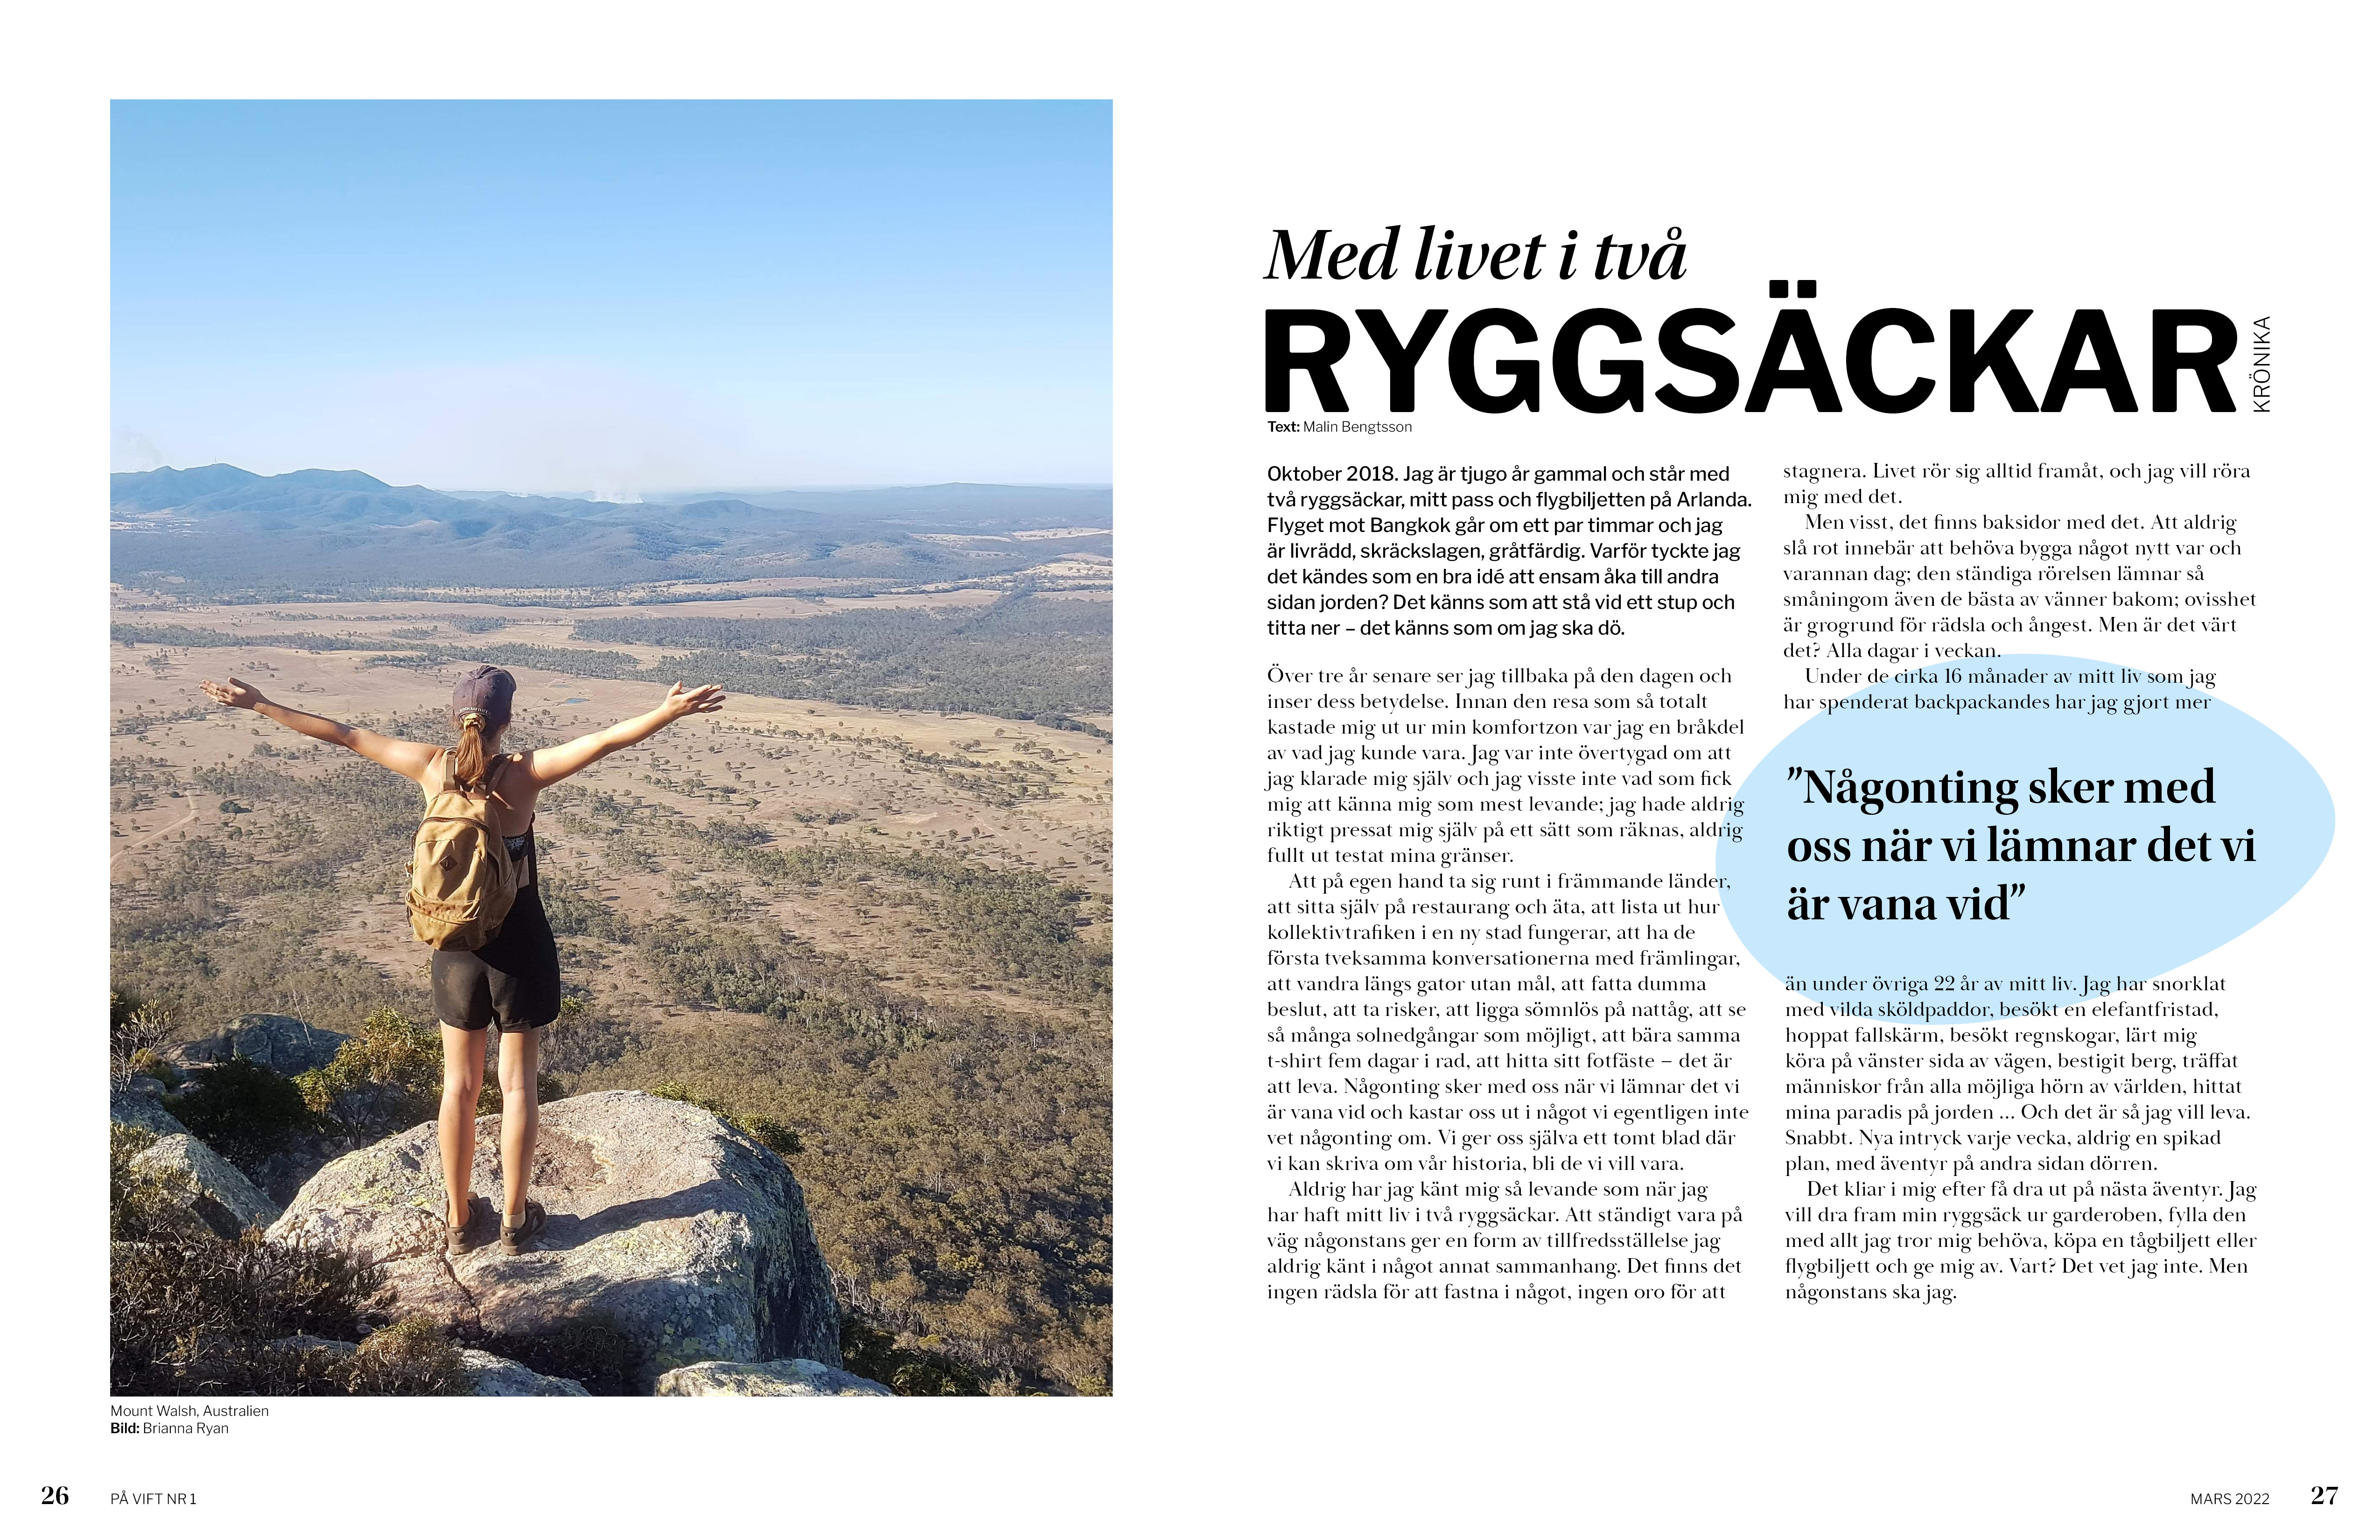 Mount Walsh, Australien
Bild: Brianna Ryan
26
PÅ VIFT NR 1
Med livet i två
RYGGSÄCKAR
KRÖNIKA
Text: Malin Bengtsson
Oktober 2018. Jag är tjugo år gammal och står med
två ryggsäckar, mitt pass och flygbiljetten på Arlanda.
Flyget mot Bangkok går om ett par timmar och jag
är livrädd, skräckslagen, gråtfärdig. Varför tyckte jag
det kändes som en bra idé att ensam åka till andra
sidan jorden? Det känns som att stå vid ett stup och
titta ner – det känns som om jag ska dö.
Över tre år senare ser jag tillbaka på den dagen och
inser dess betydelse. Innan den resa som så totalt
kastade mig ut ur min komfortzon var jag en bråkdel
av vad jag kunde vara. Jag var inte övertygad om att
jag klarade mig själv och jag visste inte vad som fick
mig att känna mig som mest levande; jag hade aldrig
riktigt pressat mig själv på ett sätt som räknas, aldrig
fullt ut testat mina gränser.
Att på egen hand ta sig runt i främmande länder,
att sitta själv på restaurang och äta, att lista ut hur
kollektivtrafiken i en ny stad fungerar, att ha de
första tveksamma konversationerna med främlingar,
att vandra längs gator utan mål, att fatta dumma
beslut, att ta risker, att ligga sömnlös på nattåg, att se
så många solnedgångar som möjligt, att bära samma
t-shirt fem dagar i rad, att hitta sitt fotfäste – det är
att leva. Någonting sker med oss när vi lämnar det vi
är vana vid och kastar oss ut i något vi egentligen inte
vet någonting om. Vi ger oss själva ett tomt blad där
vi kan skriva om vår historia, bli de vi vill vara.
Aldrig har jag känt mig så levande som när jag
har haft mitt liv i två ryggsäckar. Att ständigt vara på
väg någonstans ger en form av tillfredsställelse jag
aldrig känt i något annat sammanhang. Det finns det
ingen rädsla för att fastna i något, ingen oro för att
stagnera. Livet rör sig alltid framåt, och jag vill röra
mig med det.
Men visst, det finns baksidor med det. Att aldrig
slå rot innebär att behöva bygga något nytt var och
varannan dag; den ständiga rörelsen lämnar så
småningom även de bästa av vänner bakom; ovisshet
är grogrund för rädsla och ångest. Men är det värt
det? Alla dagar i veckan.
Under de cirka 16 månader av mitt liv som jag
har spenderat backpackandes har jag gjort mer
”Någonting sker med
oss när vi lämnar det vi
är vana vid”
än under övriga 22 år av mitt liv. Jag har snorklat
med vilda sköldpaddor, besökt en elefantfristad,
hoppat fallskärm, besökt regnskogar, lärt mig
köra på vänster sida av vägen, bestigit berg, träffat
människor från alla möjliga hörn av världen, hittat
mina paradis på jorden ... Och det är så jag vill leva.
Snabbt. Nya intryck varje vecka, aldrig en spikad
plan, med äventyr på andra sidan dörren.
Det kliar i mig efter få dra ut på nästa äventyr. Jag
vill dra fram min ryggsäck ur garderoben, fylla den
med allt jag tror mig behöva, köpa en tågbiljett eller
flygbiljett och ge mig av. Vart? Det vet jag inte. Men
någonstans ska jag.
MARS 2022
27